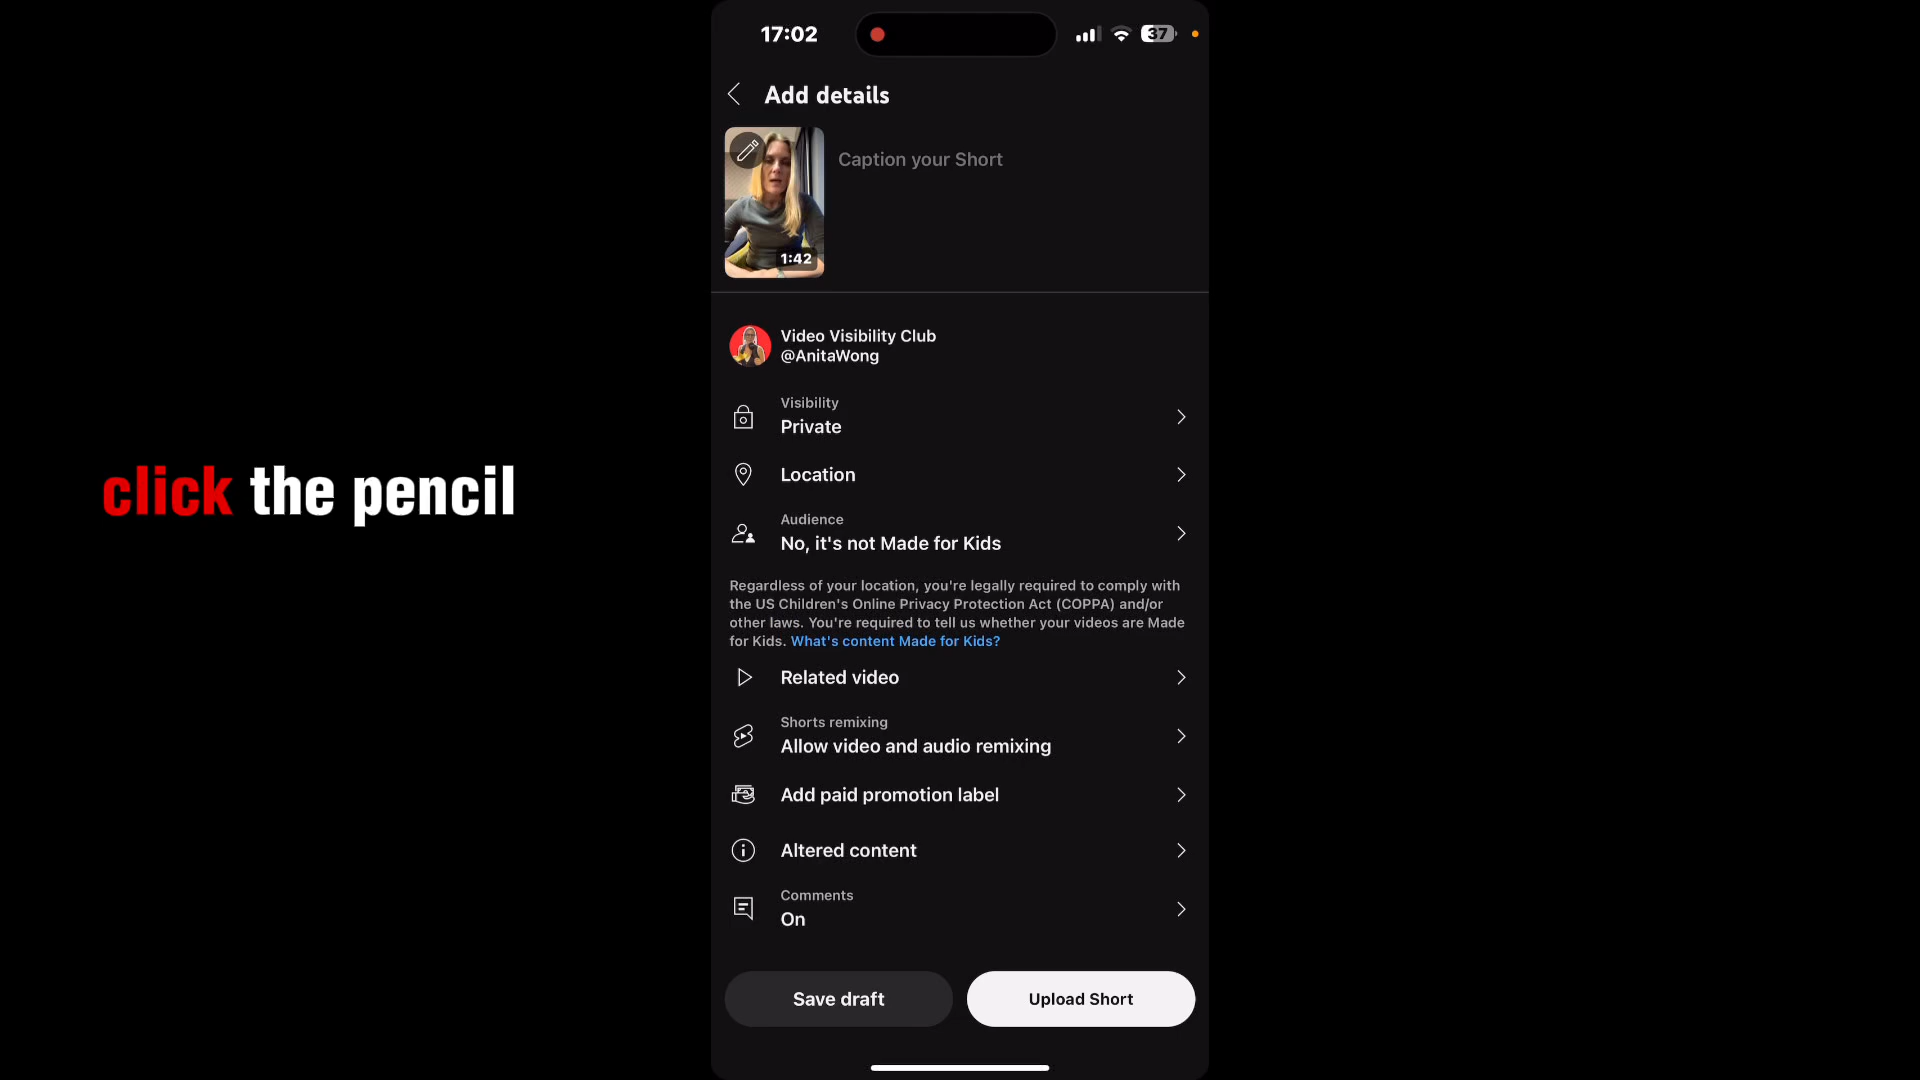 17:02
37
Add details
Caption your Short
1:42
Video Visibility Club
@AnitaWong
Visibility
Private
Location
click the pencil
Audience
No, it's not Made for Kids
Regardless of your location, you're legally required to comply with
the US Children's Online Privacy Protection Act (COPPA) and/or
other laws. You're required to tell us whether your videos are Made
for Kids. What's content Made for Kids?
Related video
Shorts remixing
Allow video and audio remixing
Add paid promotion label
Altered content
Comments
On
Save draft
Upload Short